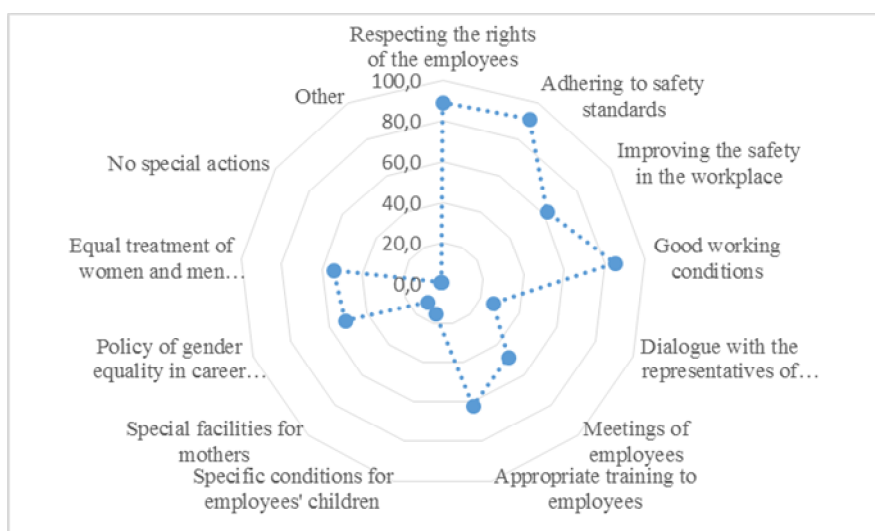 Respecting the rights
of the employees
100,0
80,0
60,0
40,0
20,0
0,0
Adhering to safety
standards
Improving the safety
in the workplace
Good working
conditions
Dialogue with the
representatives of…
Meetings of
employees
Appropriate training to
employees
Specific conditions for
employees' children
Special facilities for
mothers
Policy of gender
equality in career…
Equal treatment of
women and men…
No special actions
Other